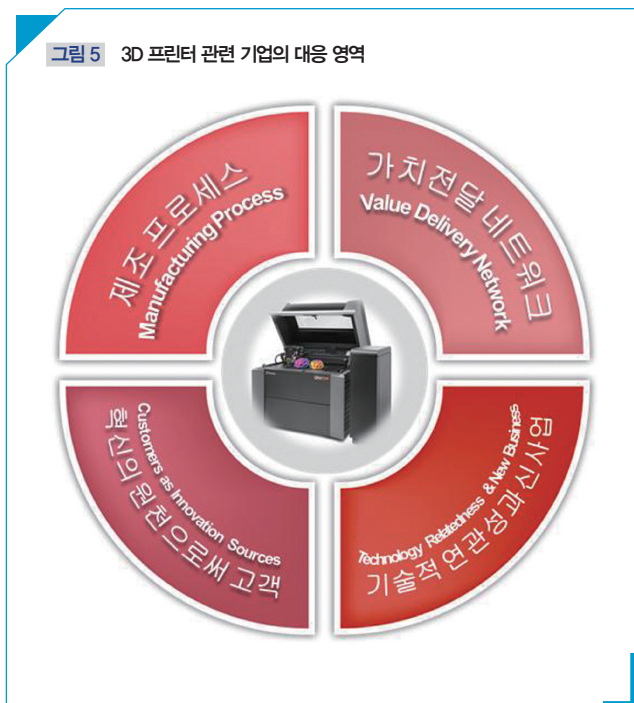 그림 5 3D 프린터 관련 기업의 대응 영역
제조 프로세스
Manufacturing Process
가치전달 네트워크
Value Delivery Network
Customers as Innovation Sources
혁신의 원천으로써 고객
Technology Relatedness & New Business
기술적 연관성과 신사업